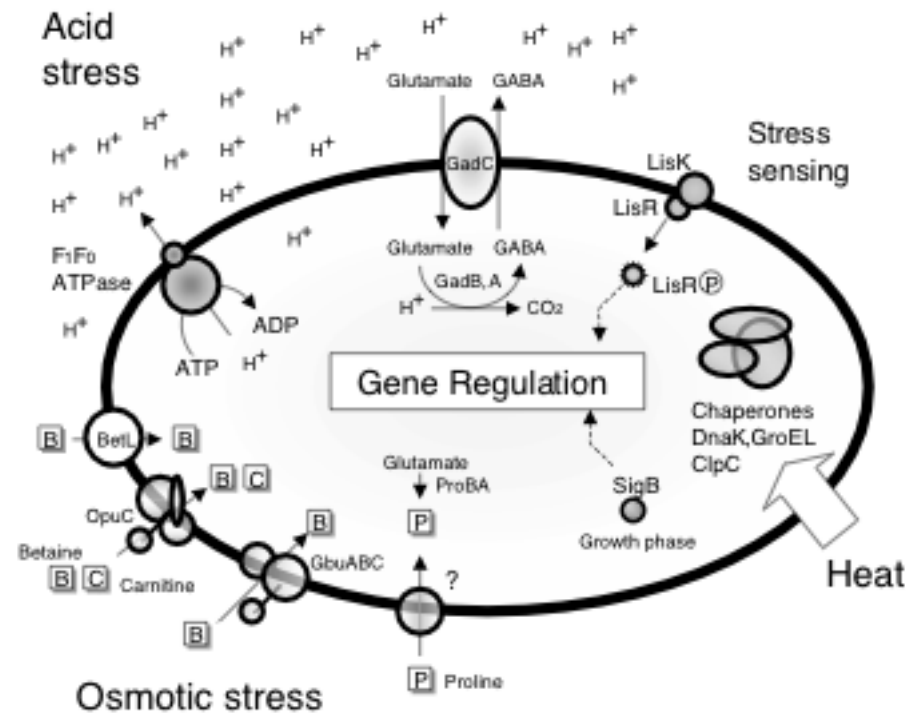 Acid
stress
H⁺ H⁺ H⁺ H⁺ H⁺ H⁺ H⁺
Glutamate GABA
H⁺ H⁺ H⁺
H⁺ H⁺
H⁺ H⁺ H⁺ H⁺
H⁺
Stress
sensing
GadC
LisK
H⁺ H⁺ H⁺
LisR
H⁺
Glutamate GABA
F₁F₀
ATPase
GadB, A
LisR P
H⁺ CO₂
H⁺
ADP
ATP H⁺
Gene Regulation
Chaperones
DnaK,GroEL
ClpC
B BetL B
Glutamate
ProBA
B C
SigB
P
OpuC
B
Growth phase
Betaine
GbuABC
B C Carnitine
?
Heat
B
P Proline
Osmotic stress